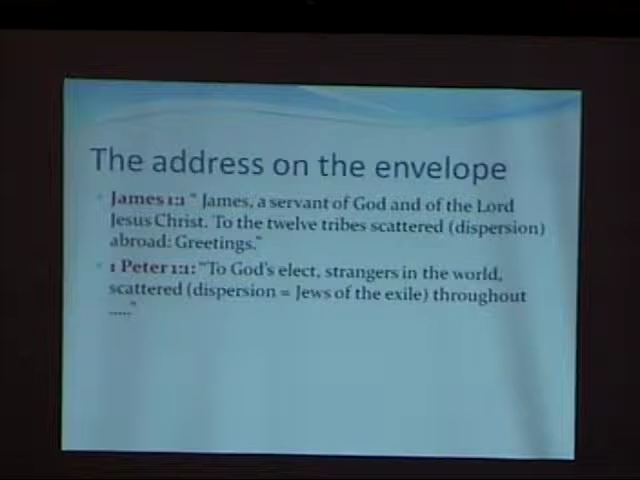 The address on the envelope
James 1:1 " James, a servant of God and of the Lord
Jesus Christ. To the twelve tribes scattered (dispersion)
abroad: Greetings."
1 Peter 1:1: "To God's elect, strangers in the world,
scattered (dispersion = Jews of the exile) throughout
....."